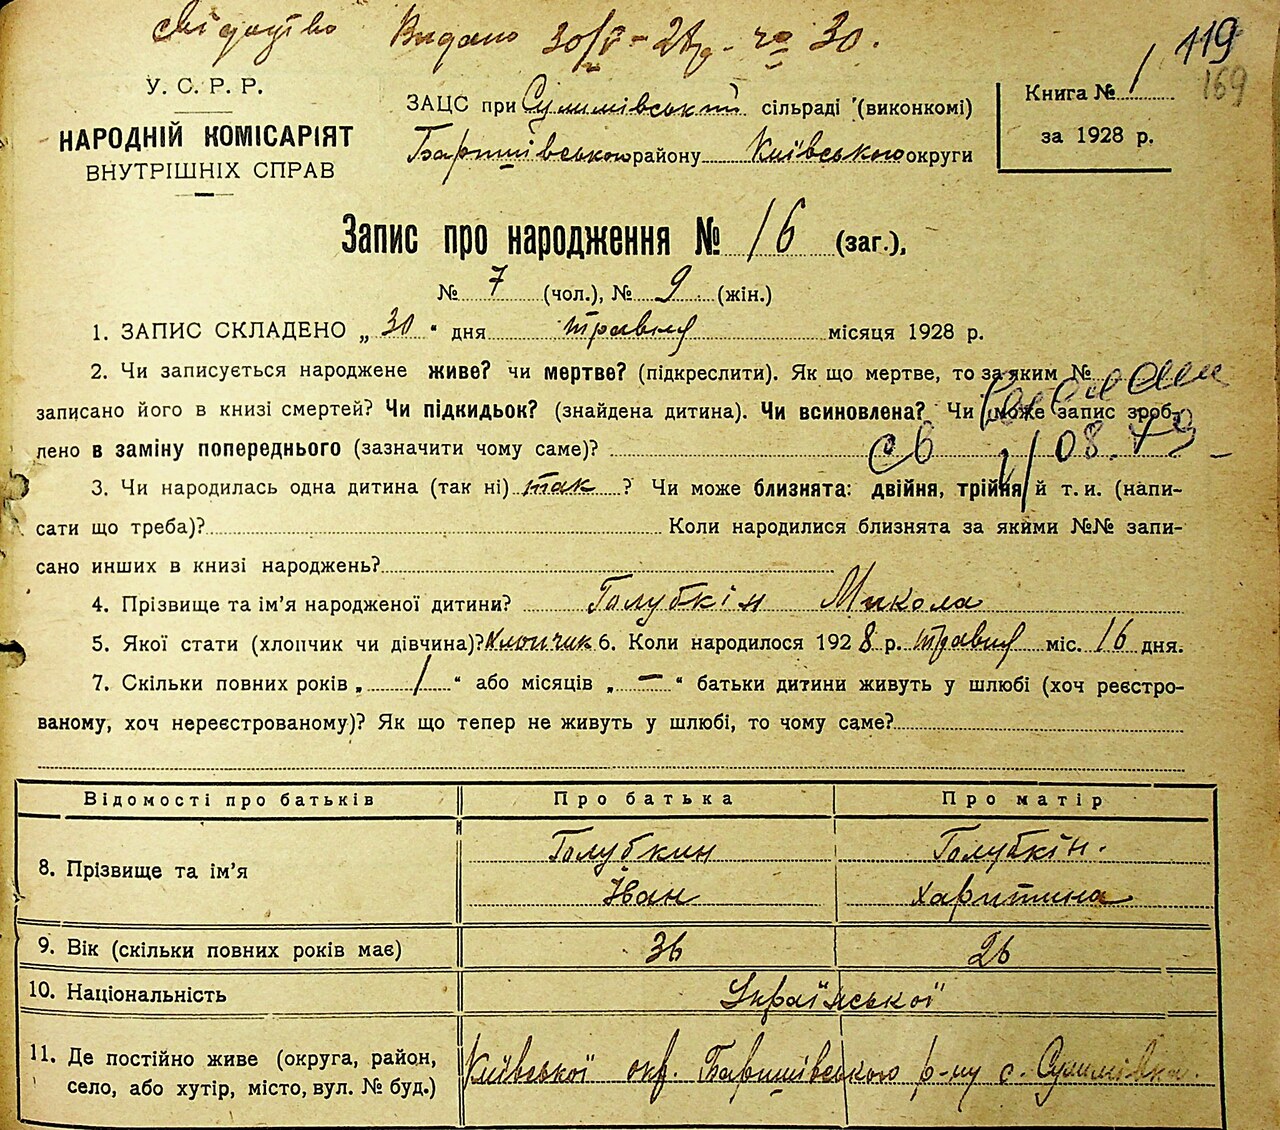 свідоцтво Видано 30/V-28р. за 30.
119
169
У. С. Р. Р.
НАРОДНІЙ КОМІСАРІЯТ
ВНУТРІШНІХ СПРАВ
ЗАЦС при Сулимівський сільраді (виконкомі)
Баришівського району Київського округи
Книга № 1
за 1928 р.
Запис про народження № 16 (заг.),
№ 7 (чол.), № 9 (жін.)
1. ЗАПИС СКЛАДЕНО „30" дня травня місяця 1928 р.
2. Чи записується народжене живе? чи мертве? (підкреслити). Як що мертве, то за яким №
записано його в книзі смертей? Чи підкидьок? (знайдена дитина). Чи всиновлена? Чи може запис зроб-
лено в заміну попереднього (зазначити чому саме)?
св 08.79
3. Чи народилась одна дитина (так ні) так ? Чи може близнята: двійня, трійня й т. и. (напи-
сати що треба)? Коли народилися близнята за якими №№ запи-
сано инших в книзі народжень?
4. Прізвище та ім'я народженої дитини? Голубкін Микола
5. Якої стати (хлопчик чи дівчина)? хлопчик 6. Коли народилося 1928 р. травня міс. 16 дня.
7. Скільки повних років „ 1 " або місяців „ — " батьки дитини живуть у шлюбі (хоч реєстро-
ваному, хоч нереєстрованому)? Як що тепер не живуть у шлюбі, то чому саме?
Відомості про батьків Про батька Про матір
8. Прізвище та ім'я Голубкин Іван Голубкін. Харитина
9. Вік (скільки повних років має) 36 26
10. Національність Української
11. Де постійно живе (округа, район,
село, або хутір, місто, вул. № буд.) Київської окр. Баришівського р-ну с. Сулимівка.